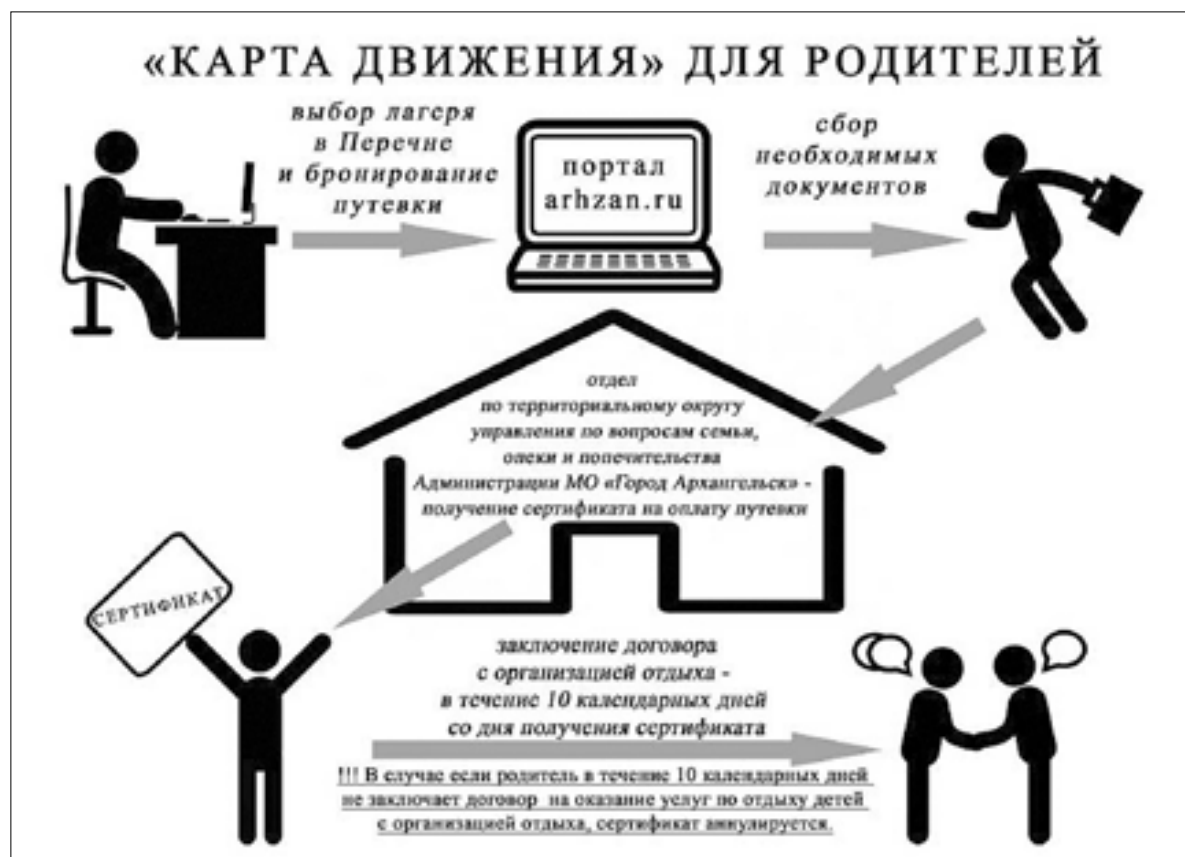 «КАРТА ДВИЖЕНИЯ» ДЛЯ РОДИТЕЛЕЙ
выбор лагеря
в Перечне
и бронирование
путевки
портал
arhzan.ru
сбор
необходимых
документов
отдел
по территориальному округу
управления по вопросам семьи,
опеки и попечительства
Администрации МО «Город Архангельск» -
получение сертификата на оплату путевки
СЕРТИФИКАТ
заключение договора
с организацией отдыха -
в течение 10 календарных дней
со дня получения сертификата
!!! В случае если родитель в течение 10 календарных дней
не заключает договор на оказание услуг по отдыху детей
с организацией отдыха, сертификат аннулируется.